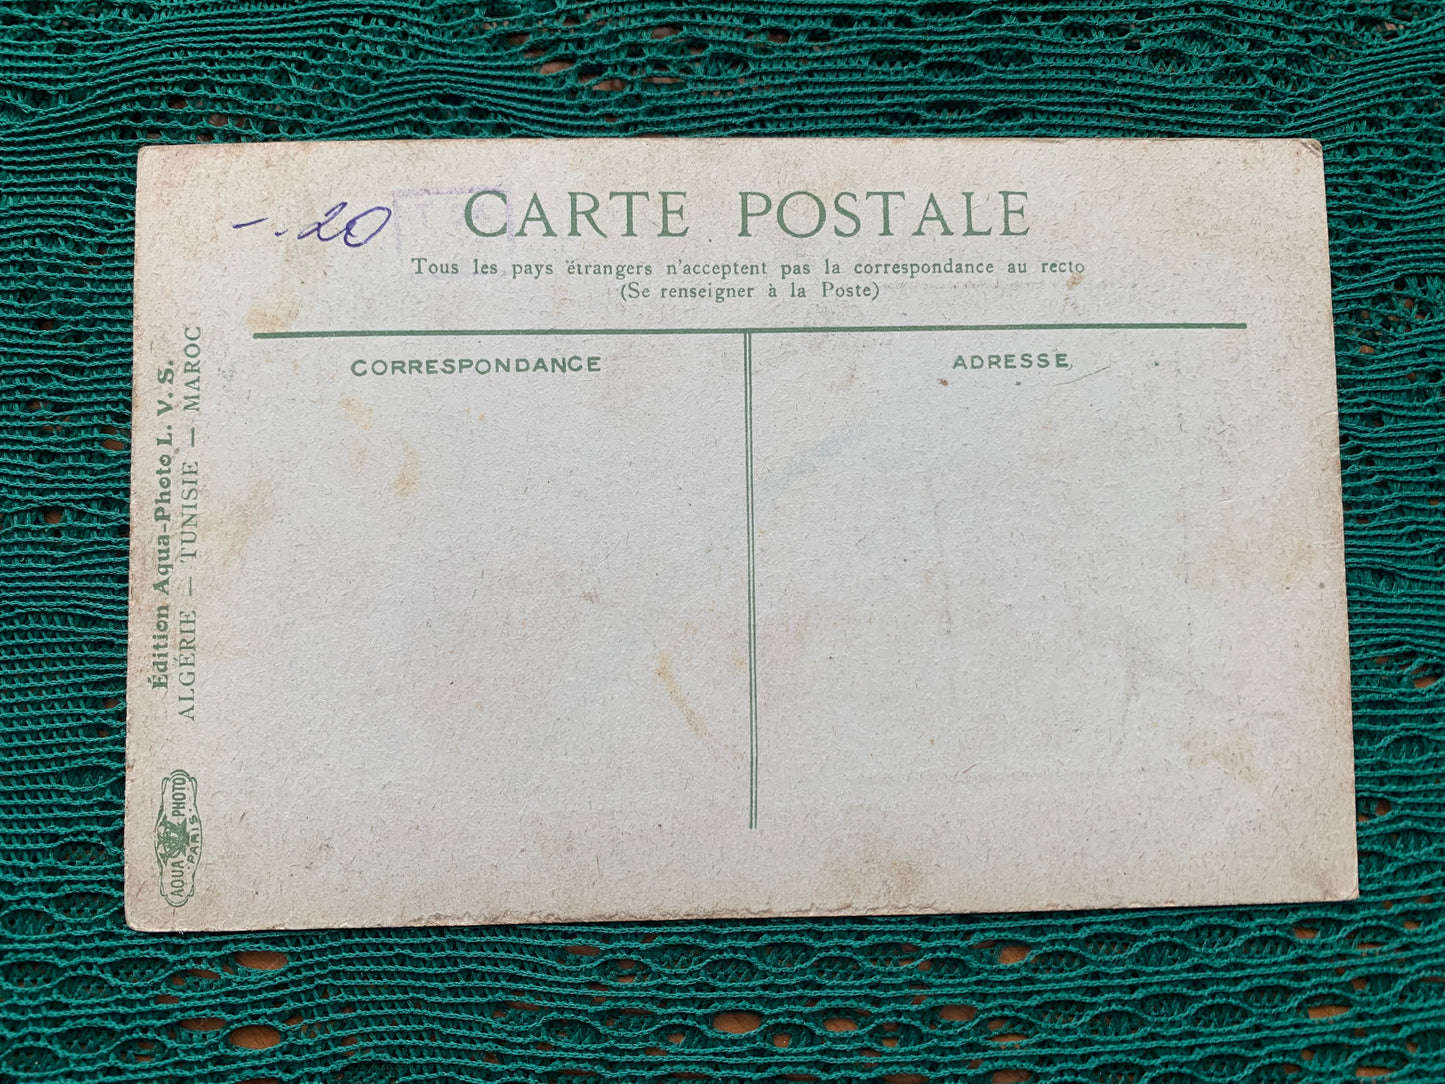 -.20
CARTE POSTALE
Tous les pays étrangers n'acceptent pas la correspondance au recto
(Se renseigner à la Poste)
CORRESPONDANCE
ADRESSE
Édition Aqua-Photo L. V. S.
ALGÉRIE — TUNISIE — MAROC
AQUA PHOTO
PARIS